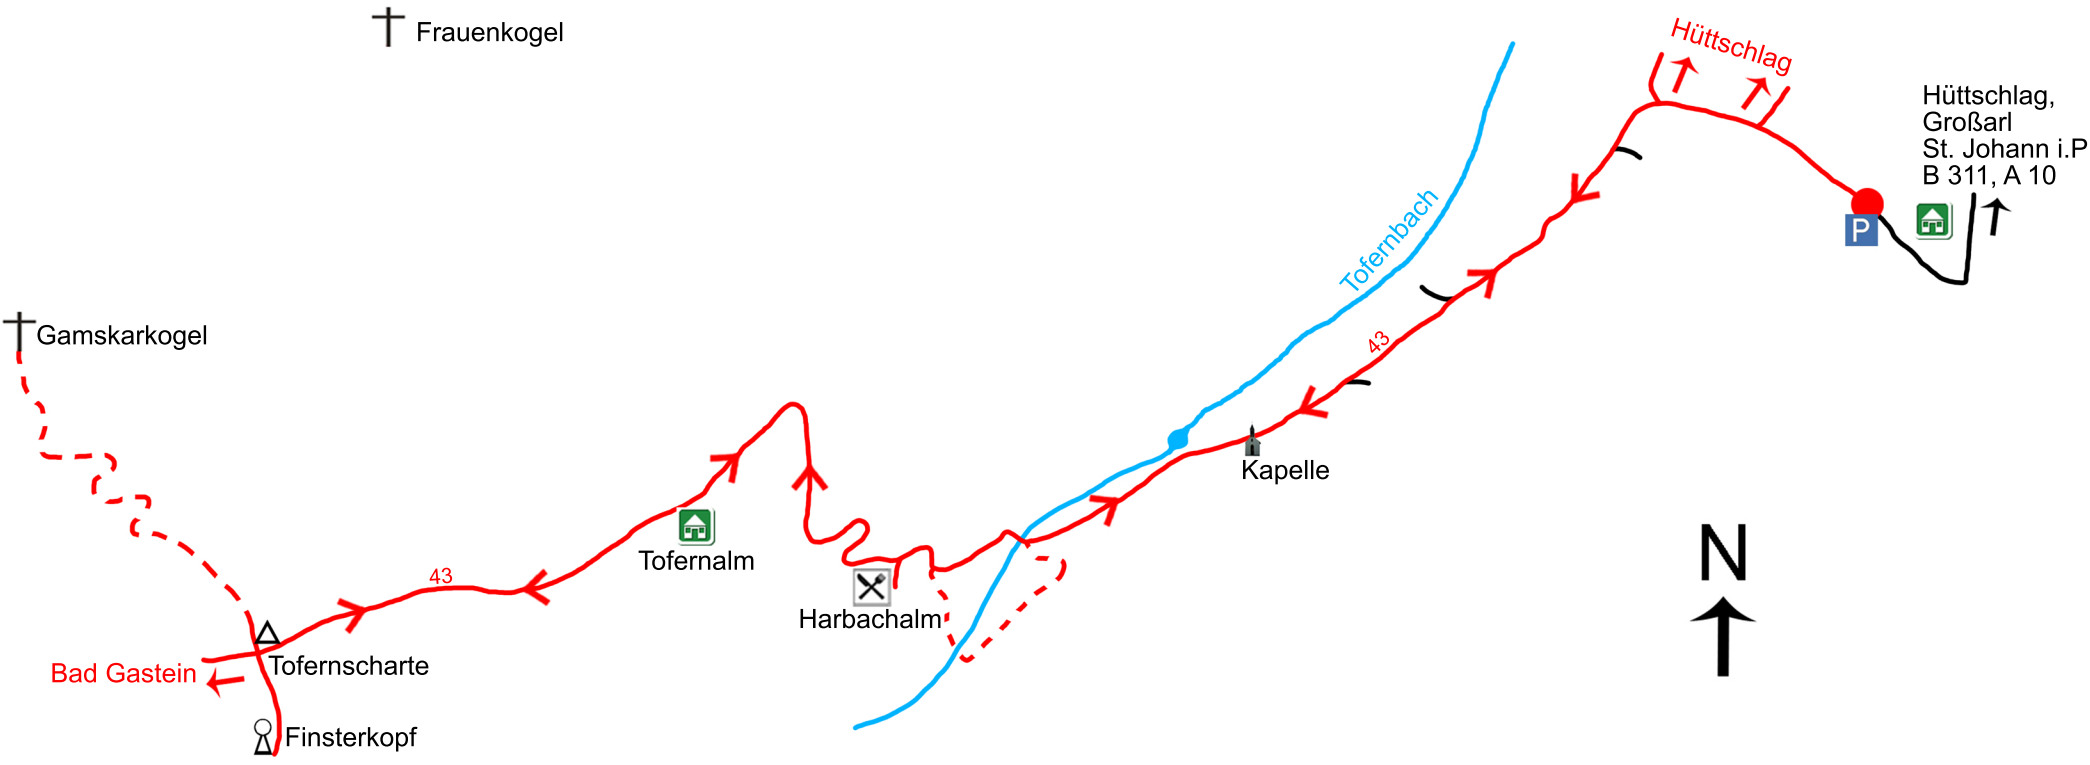 Frauenkogel
Hüttschlag
Hüttschlag,
Großarl
St. Johann i.P
B 311, A 10
P
Tofernbach
Gamskarkogel
43
Kapelle
Tofernalm
43
Harbachalm
N
Tofernscharte
Bad Gastein
Finsterkopf